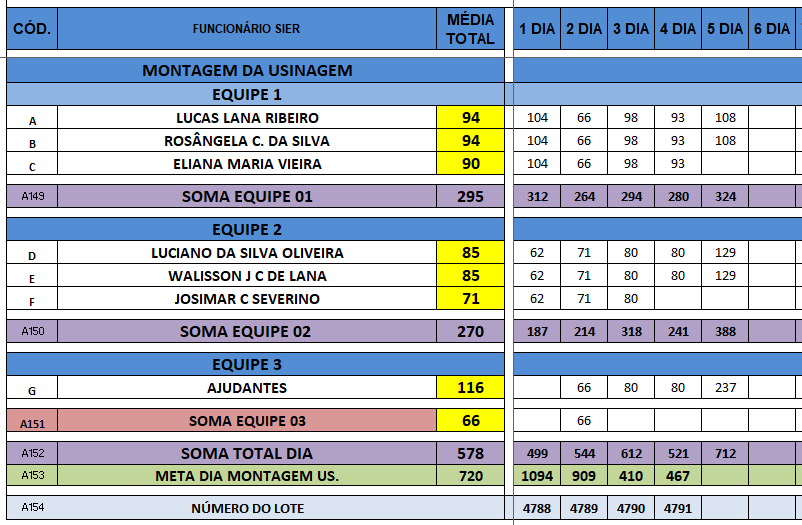 CÓD. FUNCIONÁRIO SIER MÉDIA TOTAL 1 DIA 2 DIA 3 DIA 4 DIA 5 DIA 6 DIA
MONTAGEM DA USINAGEM
EQUIPE 1
A LUCAS LANA RIBEIRO 94 104 66 98 93 108
B ROSÂNGELA C. DA SILVA 94 104 66 98 93 108
C ELIANA MARIA VIEIRA 90 104 66 98 93
A149 SOMA EQUIPE 01 295 312 264 294 280 324
EQUIPE 2
D LUCIANO DA SILVA OLIVEIRA 85 62 71 80 80 129
E WALISSON J C DE LANA 85 62 71 80 80 129
F JOSIMAR C SEVERINO 71 62 71 80
A150 SOMA EQUIPE 02 270 187 214 318 241 388
EQUIPE 3
G AJUDANTES 116 66 80 80 237
A151 SOMA EQUIPE 03 66 66
A152 SOMA TOTAL DIA 578 499 544 612 521 712
A153 META DIA MONTAGEM US. 720 1094 909 410 467
A154 NÚMERO DO LOTE 4788 4789 4790 4791